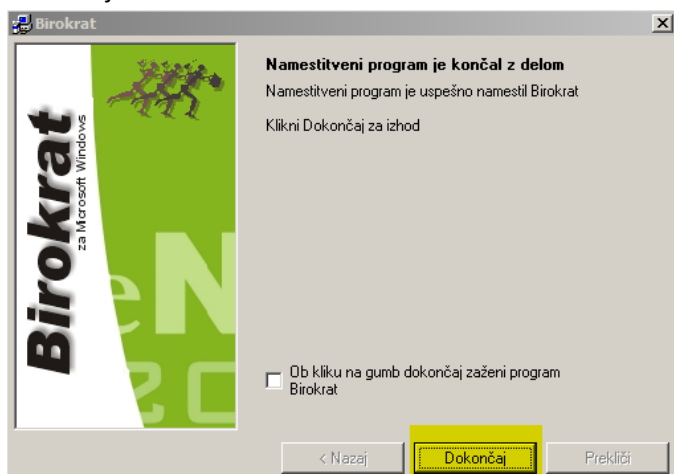 Birokrat
Birokrat
za Microsoft Windows
eN
Namestitveni program je končal z delom
Namestitveni program je uspešno namestil Birokrat
Klikni Dokončaj za izhod
Ob kliku na gumb dokončaj zaženi program
Birokrat
< Nazaj
Dokončaj
Prekliči